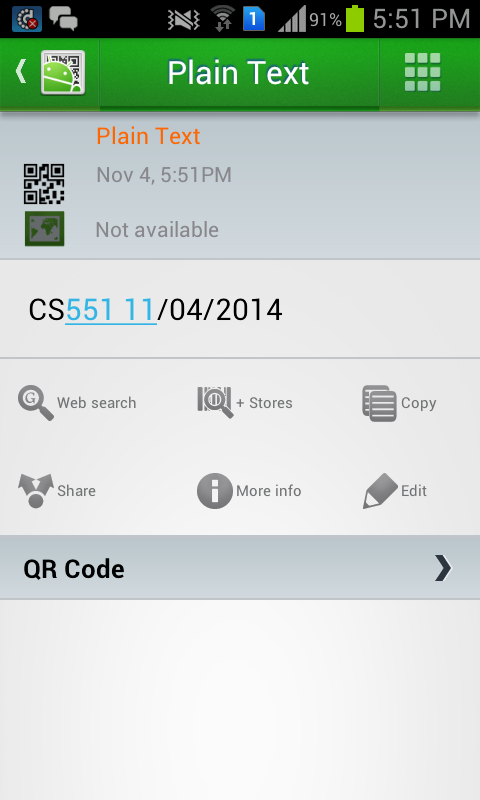 1 91% 5:51 PM
Plain Text
Plain Text
Nov 4, 5:51PM
Not available
CS551 11/04/2014
Web search + Stores Copy
Share More info Edit
QR Code